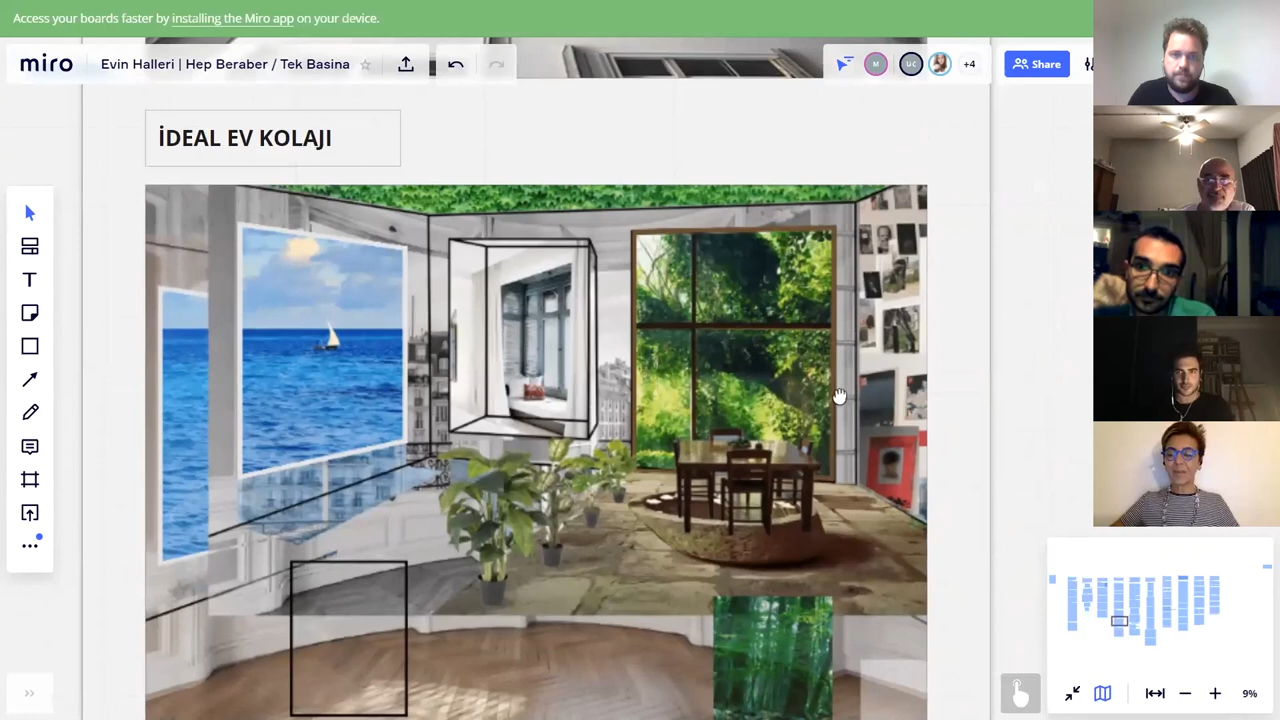 Access your boards faster by installing the Miro app on your device.
miro
Evin Halleri | Hep Beraber / Tek Basina
M
UC
+4
Share
İDEAL EV KOLAJI
T
9%